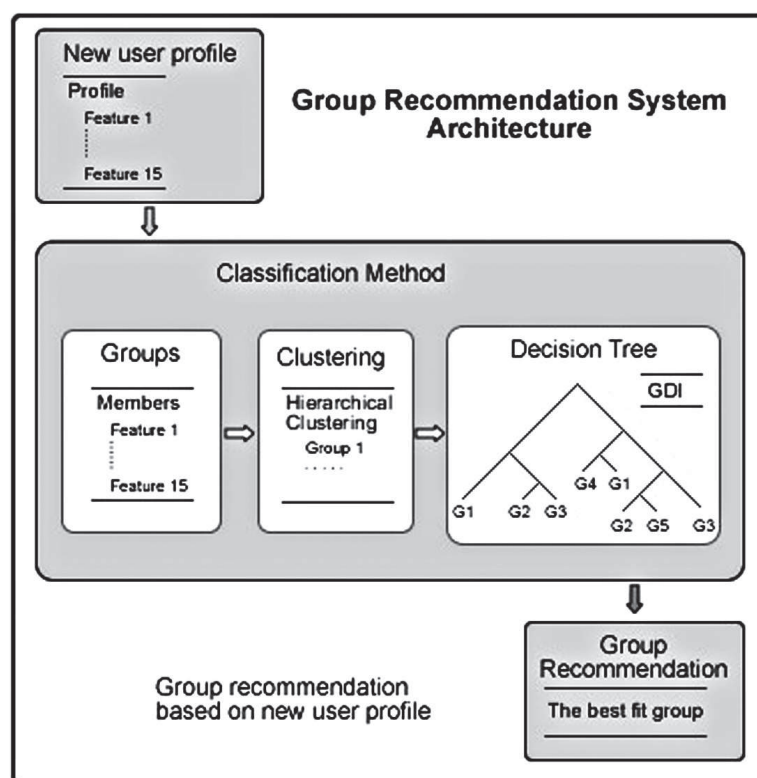 New user profile
Profile
Feature 1
Feature 15
Group Recommendation System
Architecture
Classification Method
Groups
Members
Feature 1
Feature 15
Clustering
Hierarchical
Clustering
Group 1
.....
Decision Tree
GDI
G4 G1
G1 G2 G3
G2 G5 G3
Group
Recommendation
The best fit group
Group recommendation
based on new user profile